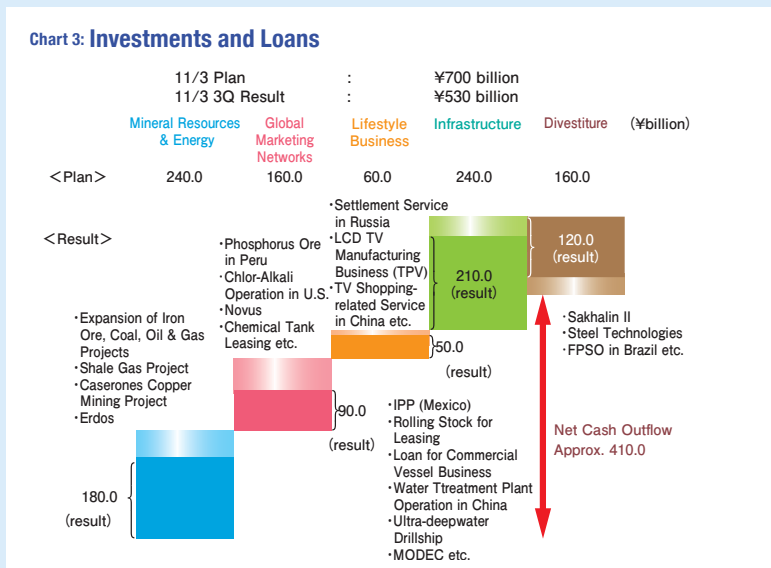 Chart 3: Investments and Loans
11/3 Plan : ¥700 billion
11/3 3Q Result : ¥530 billion
Mineral Resources
& Energy
Global
Marketing
Networks
Lifestyle
Business
Infrastructure
Divestiture
(¥billion)
<Plan> 240.0 160.0 60.0 240.0 160.0
<Result>
・Expansion of Iron
Ore, Coal, Oil & Gas
Projects
・Shale Gas Project
・Caserones Copper
Mining Project
・Erdos
180.0
(result)
・Phosphorus Ore
in Peru
・Chlor-Alkali
Operation in U.S.
・Novus
・Chemical Tank
Leasing etc.
90.0
(result)
・Settlement Service
in Russia
・LCD TV
Manufacturing
Business (TPV)
・TV Shopping-
related Service
in China etc.
50.0
(result)
210.0
(result)
・IPP (Mexico)
・Rolling Stock for
Leasing
・Loan for Commercial
Vessel Business
・Water Ttreatment Plant
Operation in China
・Ultra-deepwater
Drillship
・MODEC etc.
120.0
(result)
・Sakhalin II
・Steel Technologies
・FPSO in Brazil etc.
Net Cash Outflow
Approx. 410.0